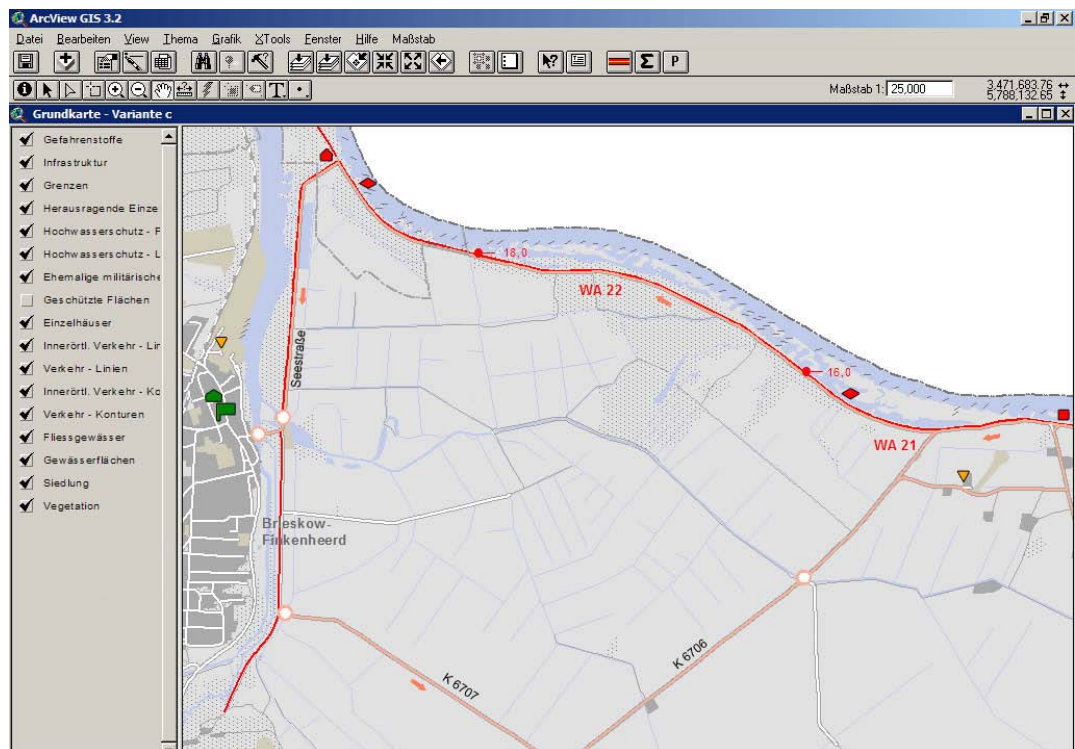 ArcView GIS 3.2
Datei Bearbeiten View Thema Grafik XTools Fenster Hilfe Maßstab
Σ P
T
Maßstab 1: 25,000
3,471,683.76
5,788,132.65
Grundkarte - Variante c
Gefahrenstoffe
Infrastruktur
Grenzen
Herausragende Einze
Hochwasserschutz - F
Hochwasserschutz - L
Ehemalige militärische
Geschützte Flächen
Einzelhäuser
Innerörtl. Verkehr - Lin
Verkehr - Linien
Innerörtl. Verkehr - Ko
Verkehr - Konturen
Fliessgewässer
Gewässerflächen
Siedlung
Vegetation
18,0
WA 22
Seestraße
16,0
WA 21
Brieskow-
Finkenheerd
K 6706
K 6707